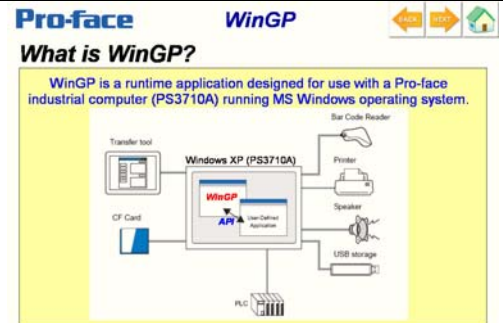 Pro-face
WinGP
BACK
NEXT
What is WinGP?
WinGP is a runtime application designed for use with a Pro-face
industrial computer (PS3710A) running MS Windows operating system.
Bar Code Reader
Transfer tool
Windows XP (PS3710A)
Printer
WinGP
CF Card
API
User-Defined
Application
Speaker
USB storage
PLC